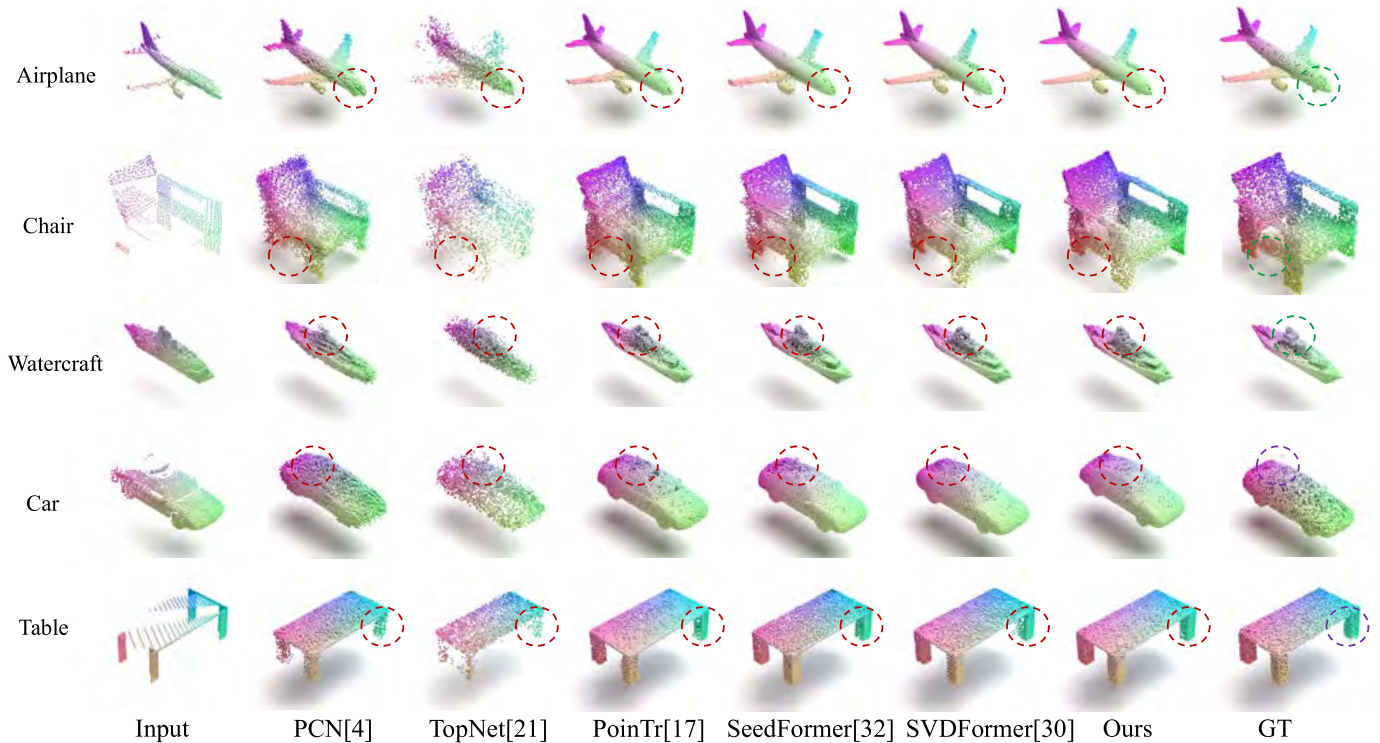 Airplane
Chair
Watercraft
Car
Table
Input PCN[4] TopNet[21] PoinTr[17] SeedFormer[32] SVDFormer[30] Ours GT